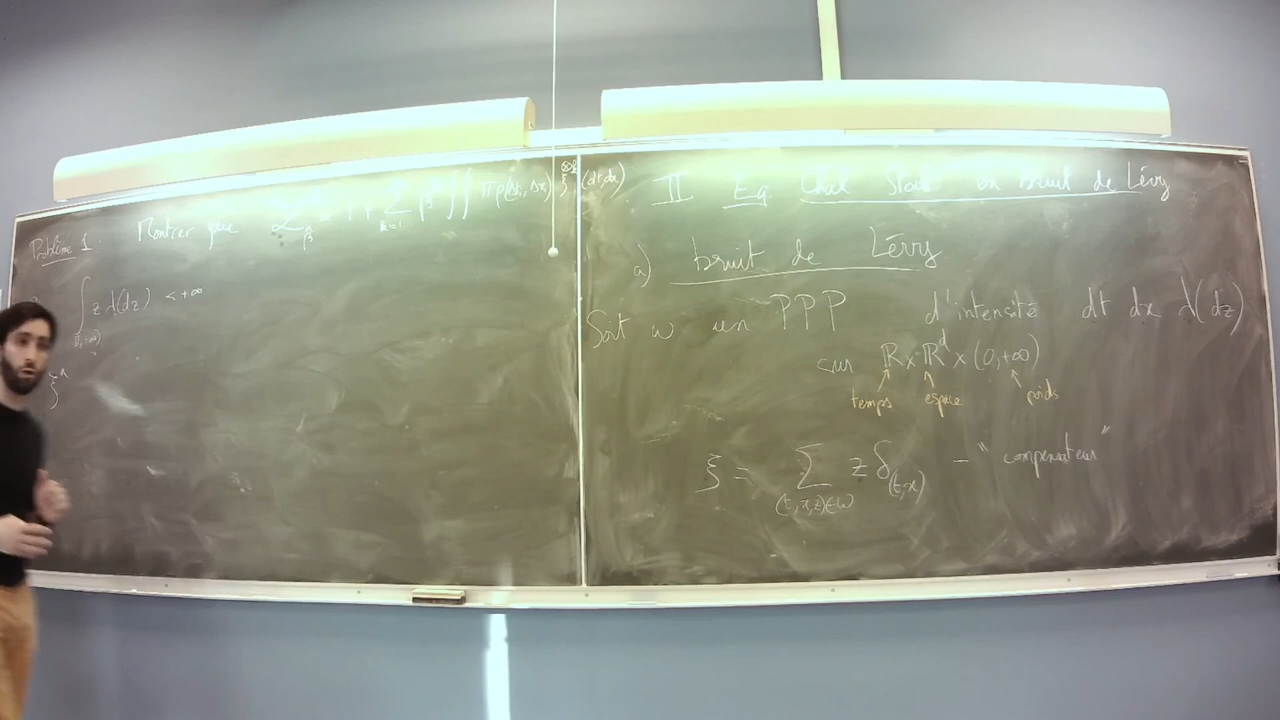 Problème 1: Montrer que
∫ z λ(dz) < +∞
[1,+∞)
ξ^a
II Eq Chal Stoch en bruit de Lévy
a) bruit de Lévy
Soit ω un PPP d'intensité dt dx λ(dz)
sur ℝ×ℝ^d×(0,+∞)
temps espace poids
ξ = ∑_{(t,x,z)∈ω} z δ_{(t,x)} - "compensateur"